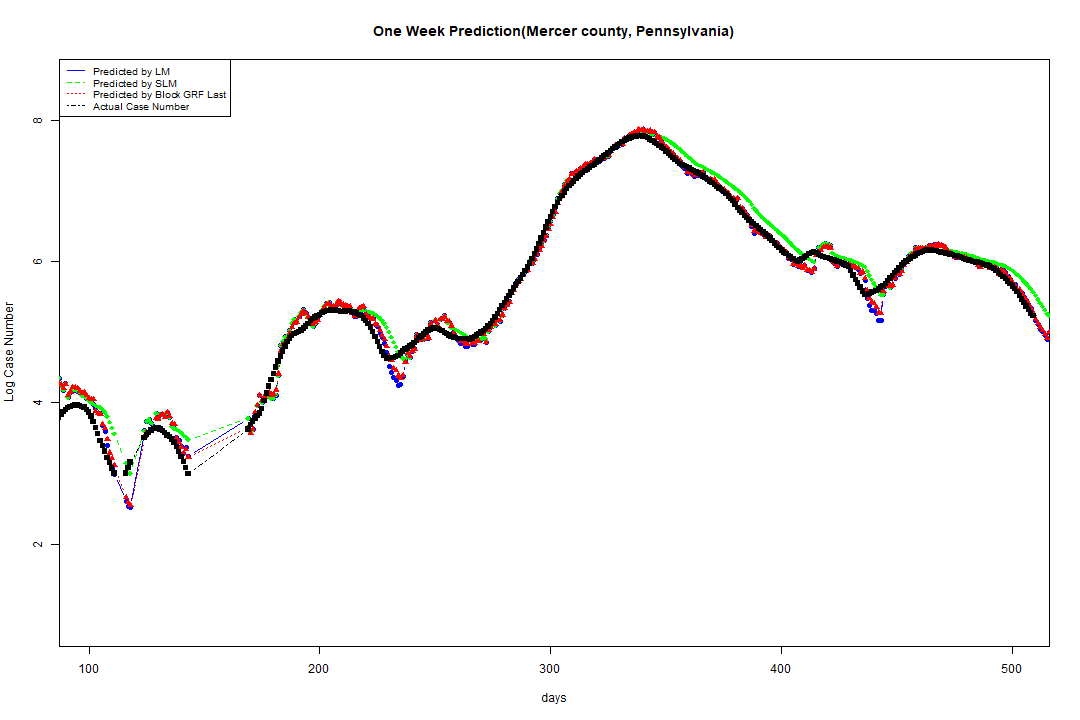 One Week Prediction(Mercer county, Pennsylvania)
Predicted by LM
Predicted by SLM
Predicted by Block GRF Last
Actual Case Number
Log Case Number
8
6
4
2
100
200
300
400
500
days